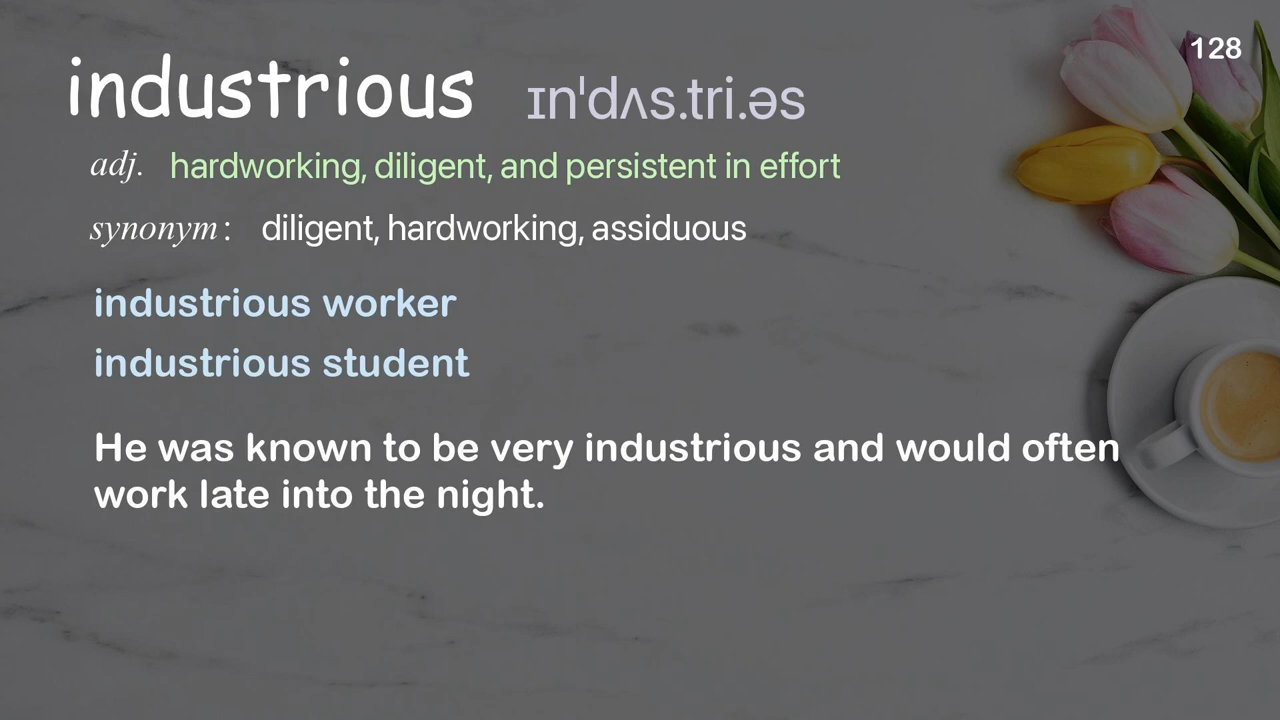 128
industrious ɪnˈdʌs.tri.əs
adj. hardworking, diligent, and persistent in effort
synonym: diligent, hardworking, assiduous
industrious worker
industrious student
He was known to be very industrious and would often
work late into the night.